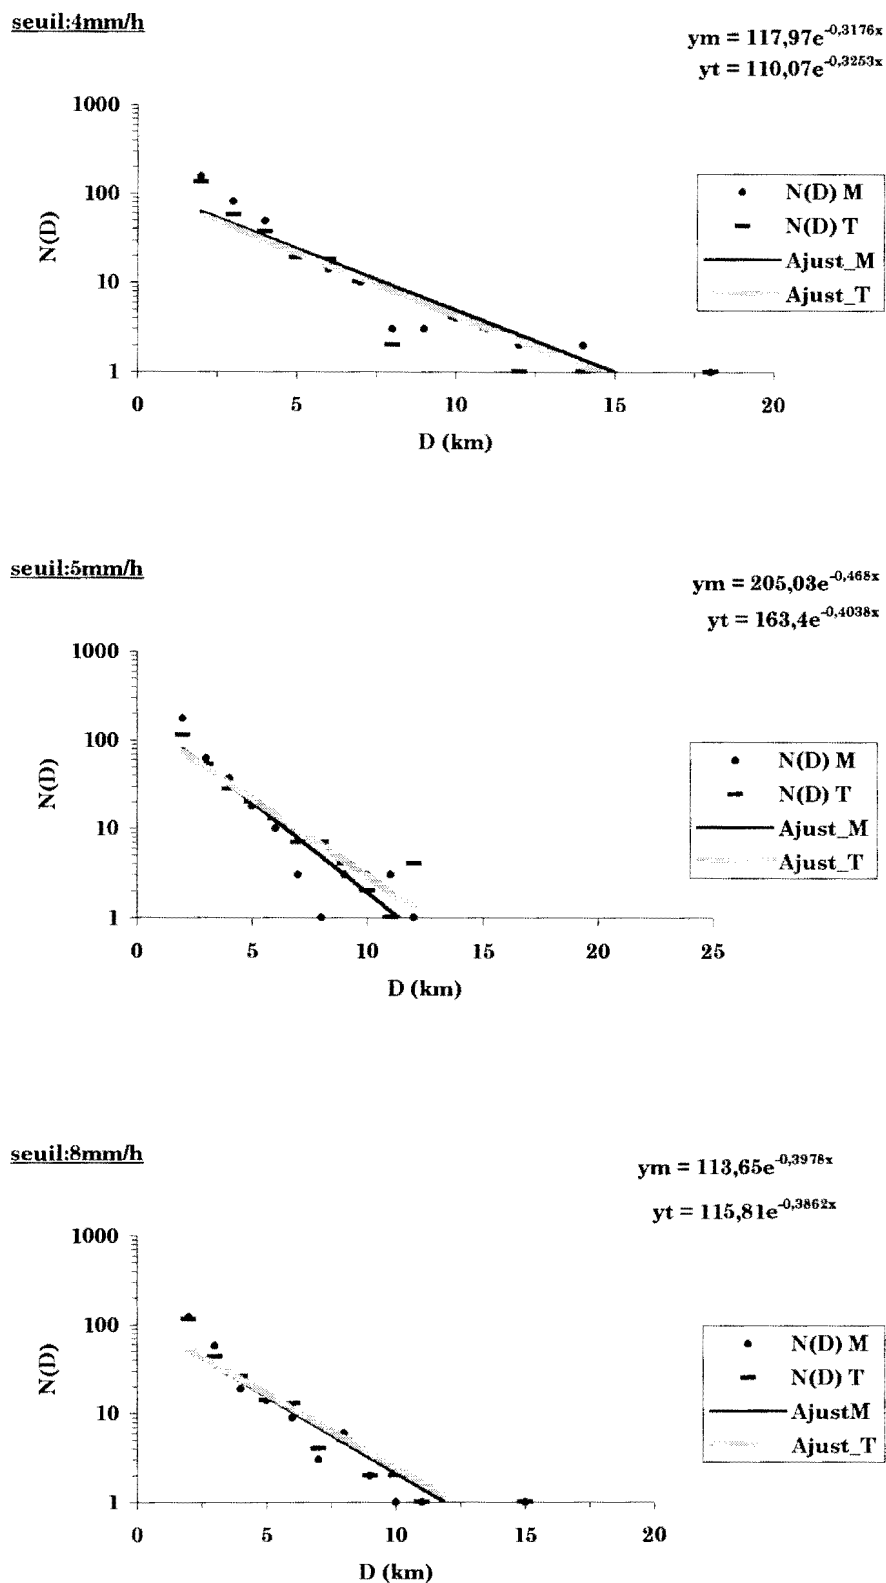 seuil:4mm/h
ym = 117,97e^-0,3176x
yt = 110,07e^-0,3253x
1000
100
10
1
N(D)
0 5 10 15 20
D (km)
N(D) M
N(D) T
Ajust_M
Ajust_T
seuil:5mm/h
ym = 205,03e^-0,468x
yt = 163,4e^-0,4038x
1000
100
10
1
N(D)
0 5 10 15 20 25
D (km)
N(D) M
N(D) T
Ajust_M
Ajust_T
seuil:8mm/h
ym = 113,65e^-0,3978x
yt = 115,81e^-0,3862x
1000
100
10
1
N(D)
0 5 10 15 20
D (km)
N(D) M
N(D) T
AjustM
Ajust_T